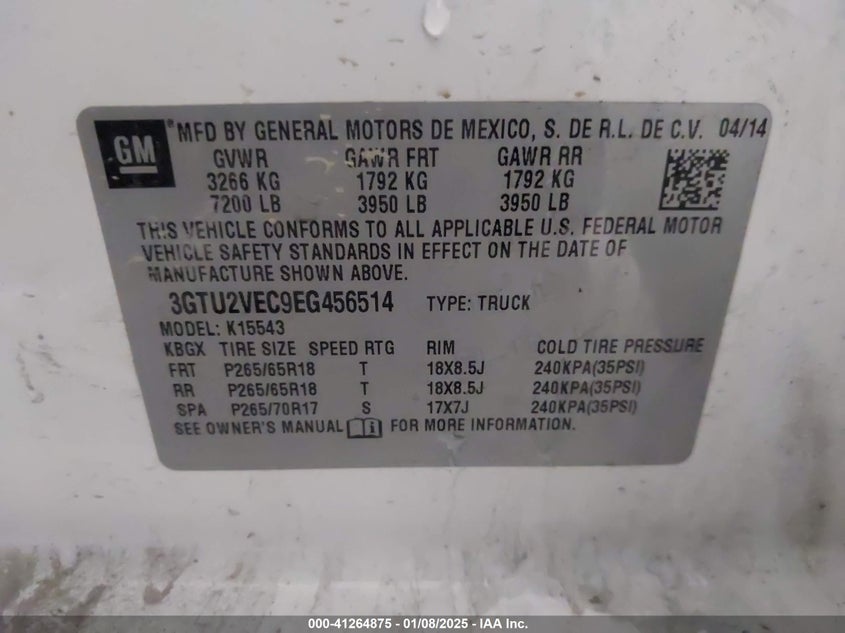 GM ® MFD BY GENERAL MOTORS DE MEXICO, S. DE R.L. DE C.V. 04/14
GVWR GAWR FRT GAWR RR
3266 KG 1792 KG 1792 KG
7200 LB 3950 LB 3950 LB
THIS VEHICLE CONFORMS TO ALL APPLICABLE U.S. FEDERAL MOTOR
VEHICLE SAFETY STANDARDS IN EFFECT ON THE DATE OF
MANUFACTURE SHOWN ABOVE.
3GTU2VEC9EG456514 TYPE: TRUCK
MODEL: K15543
KBGX TIRE SIZE SPEED RTG RIM COLD TIRE PRESSURE
FRT P265/65R18 T 18X8.5J 240KPA(35PSI)
RR P265/65R18 T 18X8.5J 240KPA(35PSI)
SPA P265/70R17 S 17X7J 240KPA(35PSI)
SEE OWNER'S MANUAL FOR MORE INFORMATION.
000-41264875 - 01/08/2025 - IAA Inc.